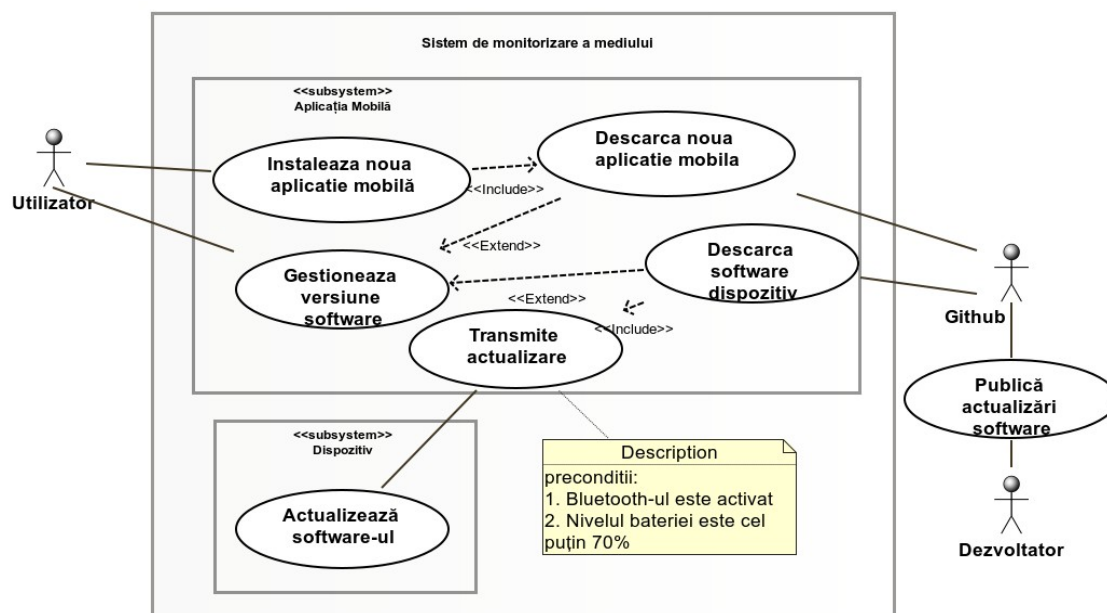 Sistem de monitorizare a mediului
<<subsystem>>
Aplicația Mobilă
Instaleaza noua
aplicatie mobilă
<<Include>>
Descarca noua
aplicatie mobila
Utilizator
<<Extend>>
Gestioneaza
versiune
software
Descarca
software
dispozitiv
<<Extend>>
<<Include>>
Transmite
actualizare
Github
Publică
actualizări
software
Dezvoltator
<<subsystem>>
Dispozitiv
Actualizează
software-ul
Description
preconditii:
1. Bluetooth-ul este activat
2. Nivelul bateriei este cel
puțin 70%